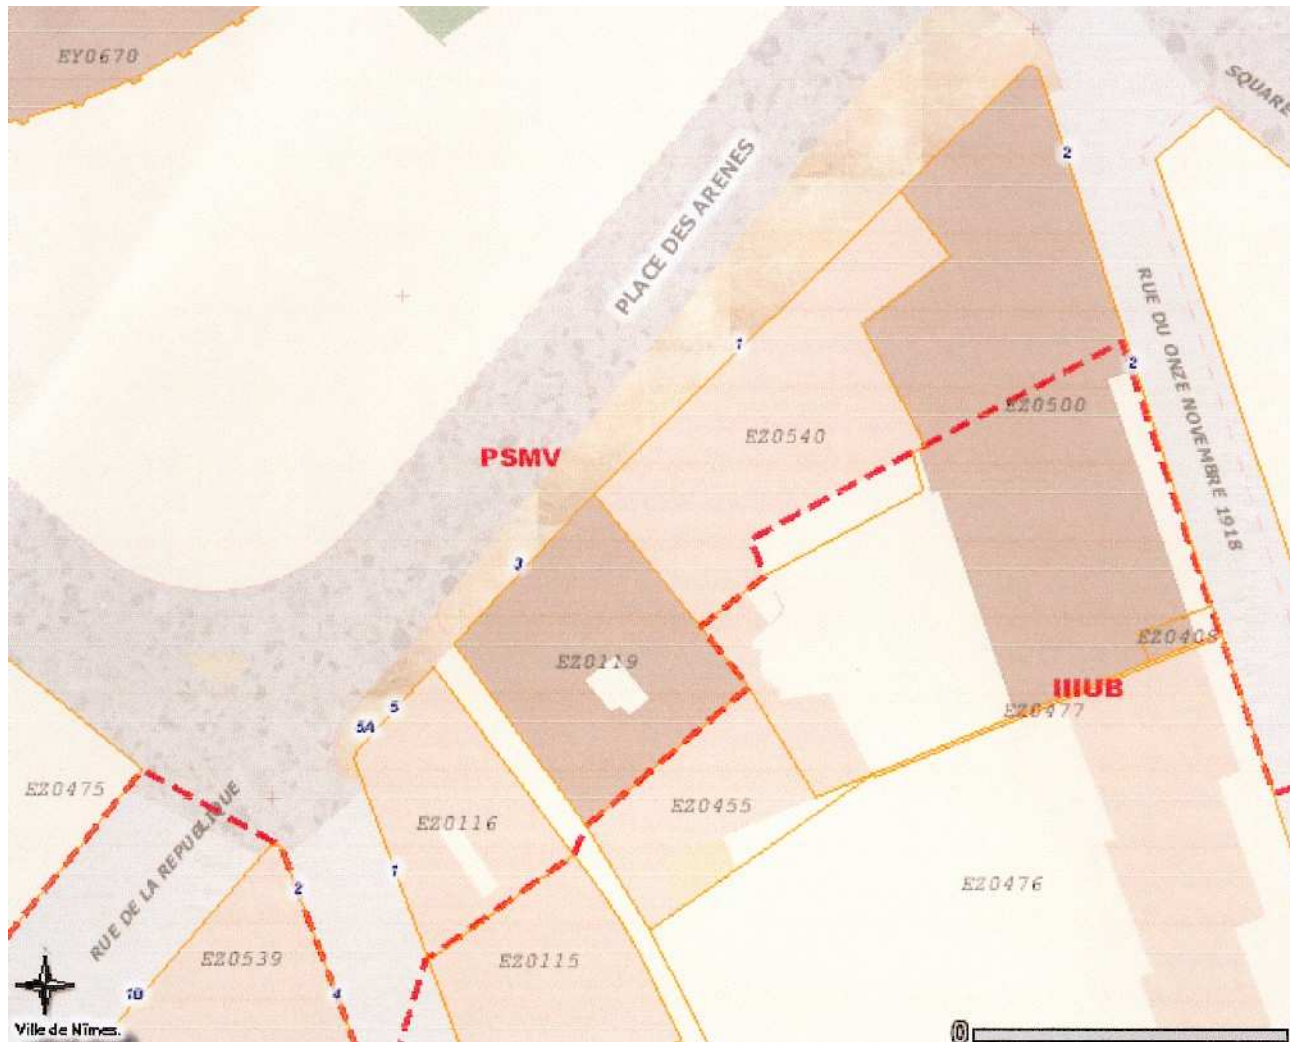 EY0670
SQUARE
2
PLACE DES ARENES
RUE DU ONZE NOVEMBRE 1918
1
2
EZ0500
EZ0540
PSMV
3
EZ0408
EZ0119
IIIUB
EZ0477
5
5A
EZ0475
RUE DE LA REPUBLIQUE
EZ0455
EZ0116
1
2
EZ0476
EZ0539
EZ0115
10
4
Ville de Nîmes.
0